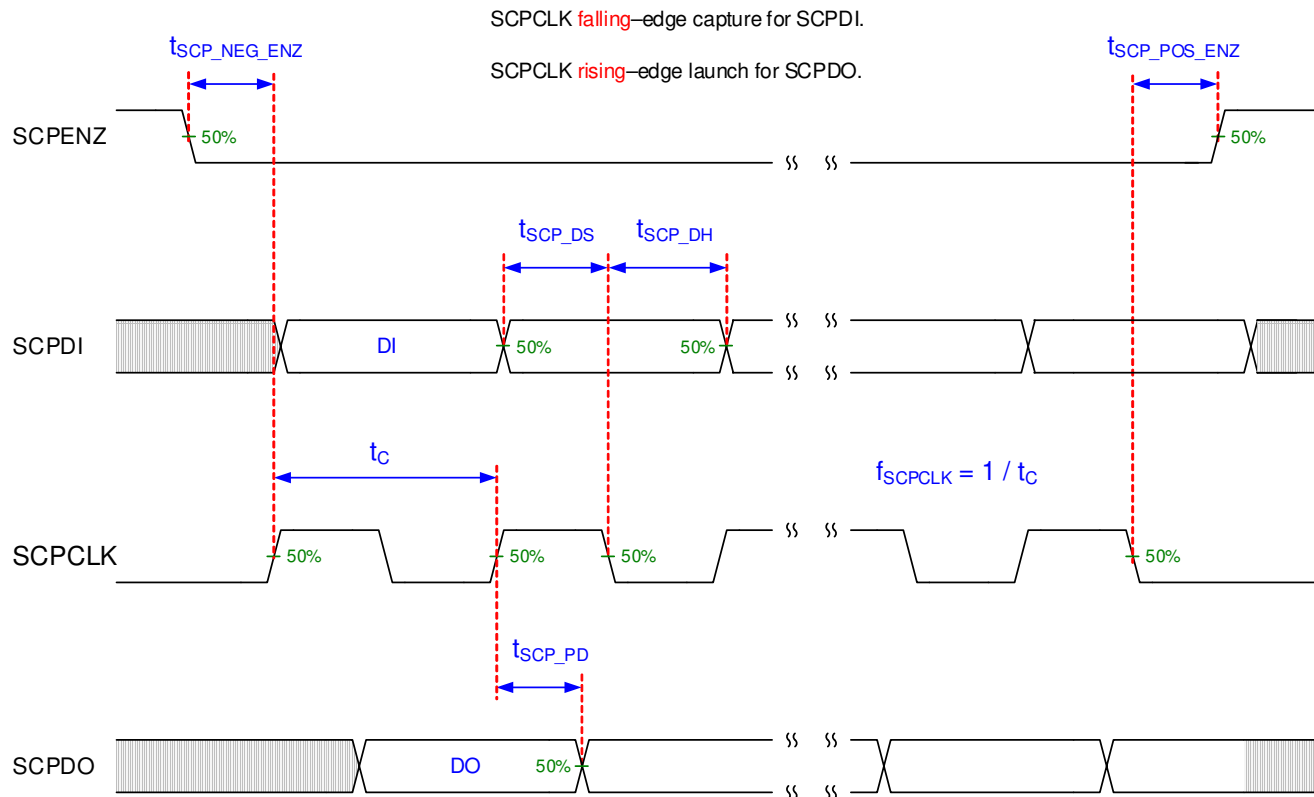 SCPCLK falling–edge capture for SCPDI.
SCPCLK rising–edge launch for SCPDO.
tSCP_NEG_ENZ
tSCP_POS_ENZ
SCPENZ
50%
50%
tSCP_DS
tSCP_DH
SCPDI
DI
50%
50%
tC
fSCPCLK = 1 / tC
SCPCLK
50%
50%
50%
50%
tSCP_PD
SCPDO
DO
50%